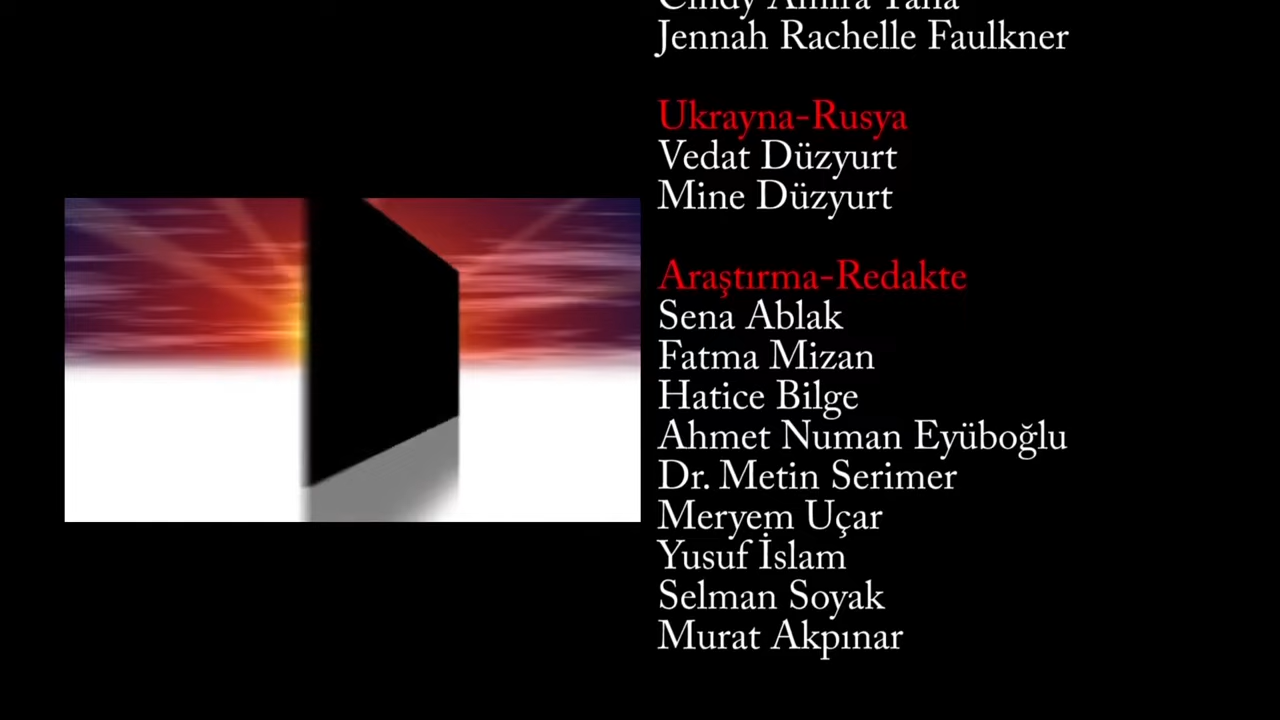 Jennah Rachelle Faulkner
Ukrayna-Rusya
Vedat Düzyurt
Mine Düzyurt
Araştırma-Redakte
Sena Ablak
Fatma Mizan
Hatice Bilge
Ahmet Numan Eyüboğlu
Dr. Metin Serimer
Meryem Uçar
Yusuf İslam
Selman Soyak
Murat Akpınar